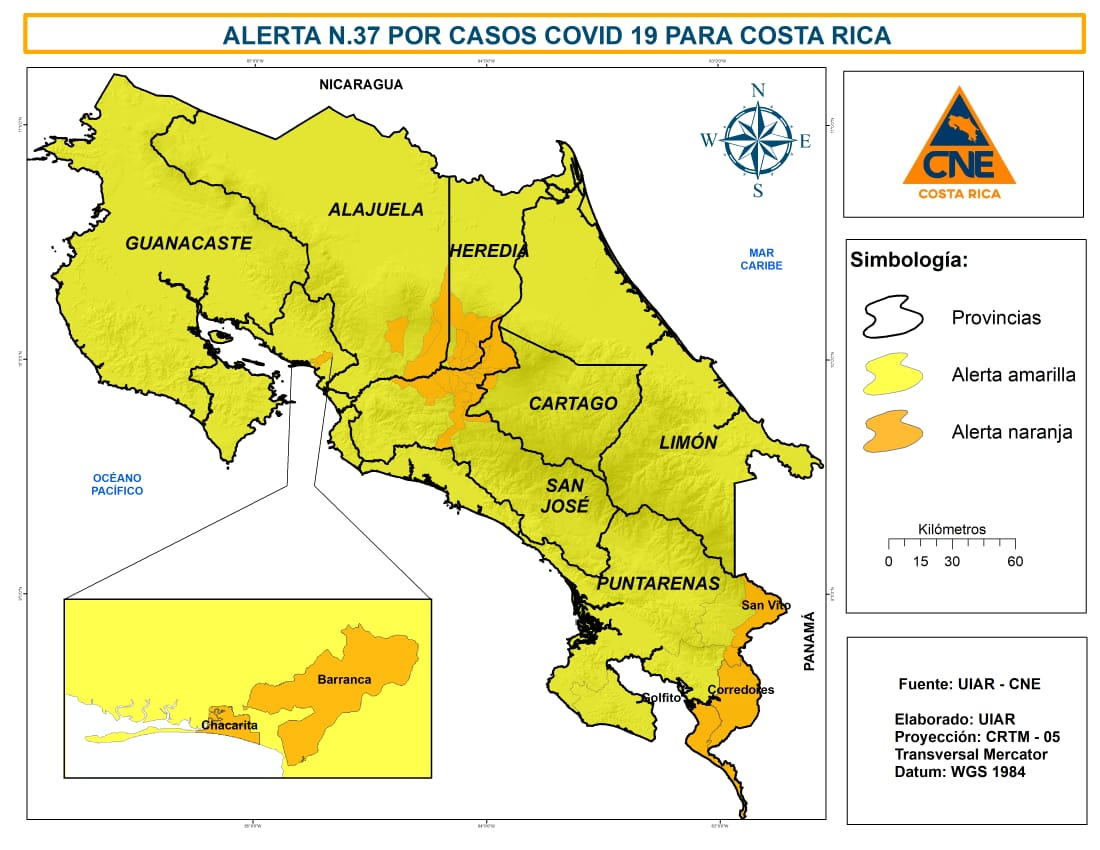 ALERTA N.37 POR CASOS COVID 19 PARA COSTA RICA
NICARAGUA
N
W
E
S
CNE
COSTA RICA
ALAJUELA
GUANACASTE
HEREDIA
MAR
CARIBE
Simbología:
Provincias
Alerta amarilla
Alerta naranja
CARTAGO
LIMÓN
OCÉANO
PACÍFICO
SAN
JOSÉ
Kilómetros
0 15 30 60
PUNTARENAS
San Vito
PANAMÁ
Golfito
Corredores
Barranca
Chacarita
Fuente: UIAR - CNE
Elaborado: UIAR
Proyección: CRTM - 05
Transversal Mercator
Datum: WGS 1984